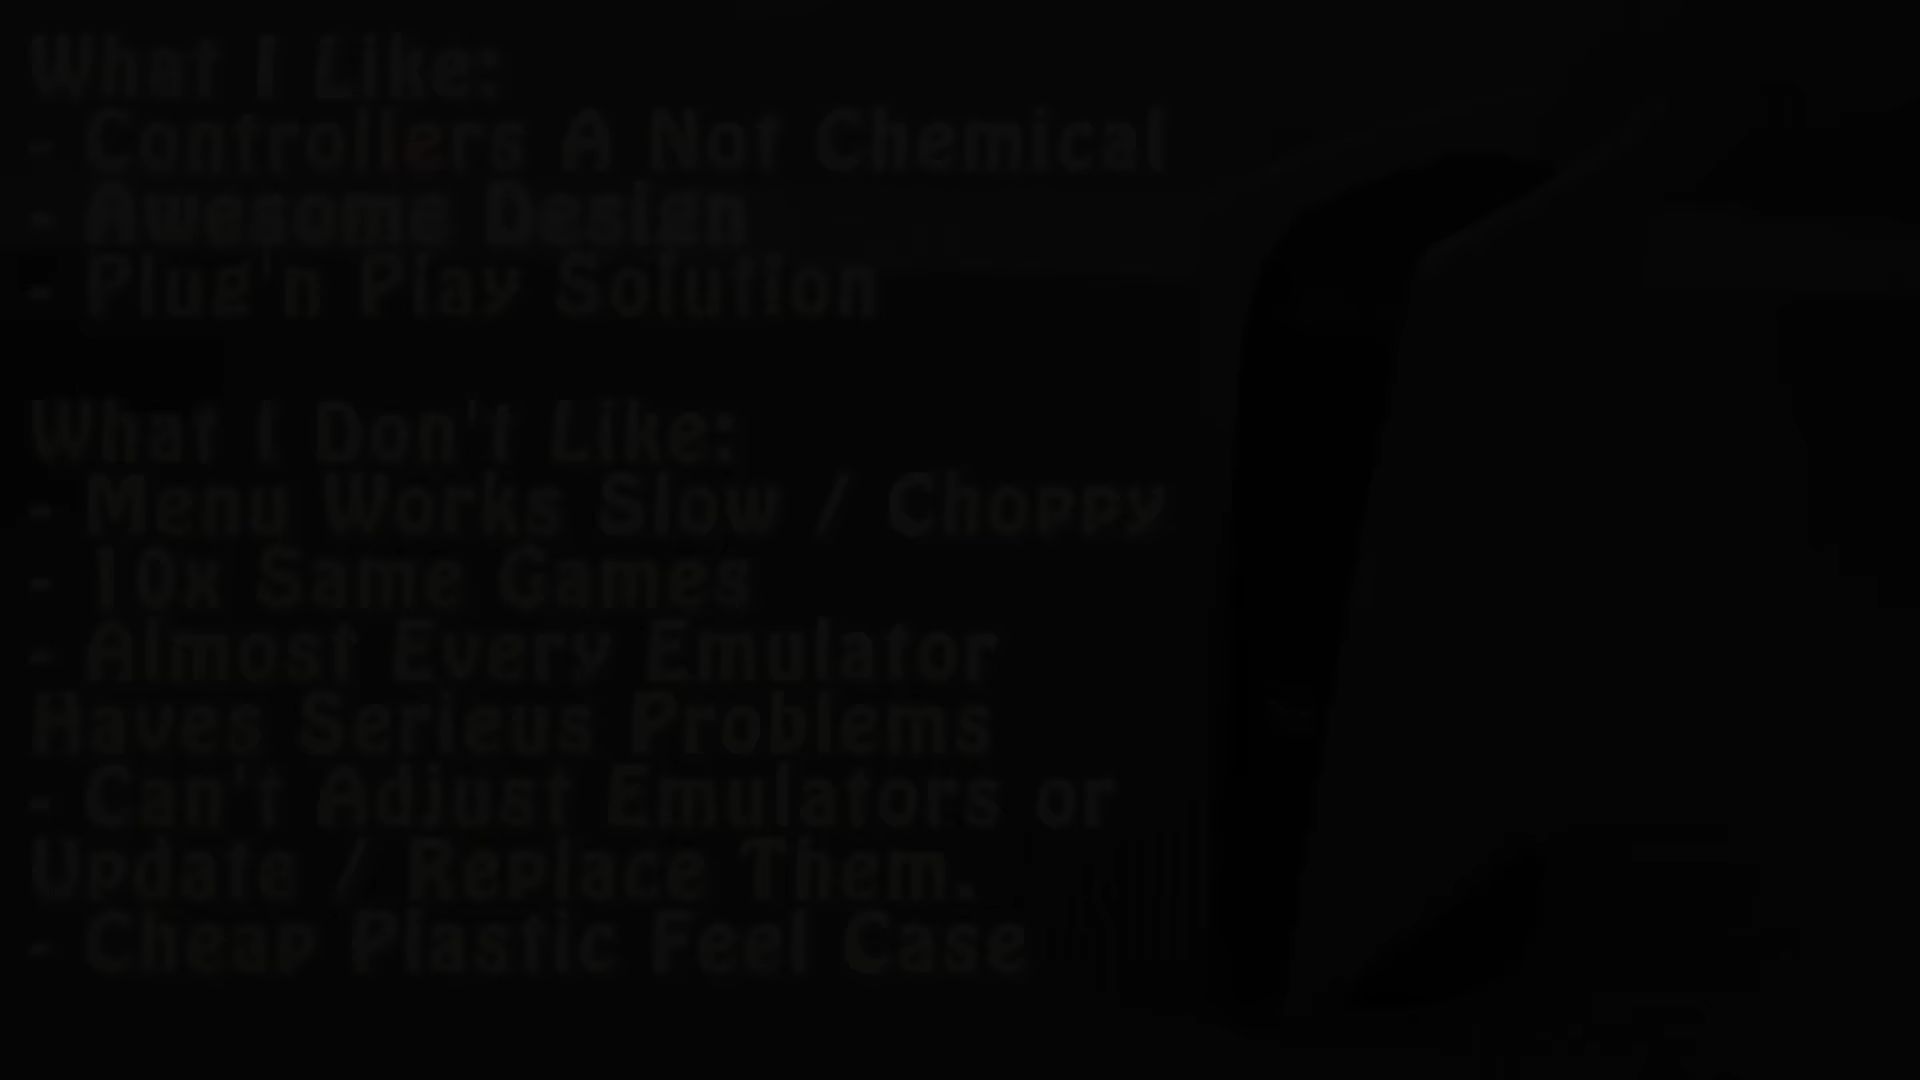 What I Like:
- Controllers A Not Chemical
- Awesome Design
- Plug'n Play Solution
What I Don't Like:
- Menu Works Slow / Choppy
- 10x Same Games
- Almost Every Emulator
Haves Serieus Problems
- Can't Adjust Emulators or
Update / Replace Them.
- Cheap Plastic Feel Case